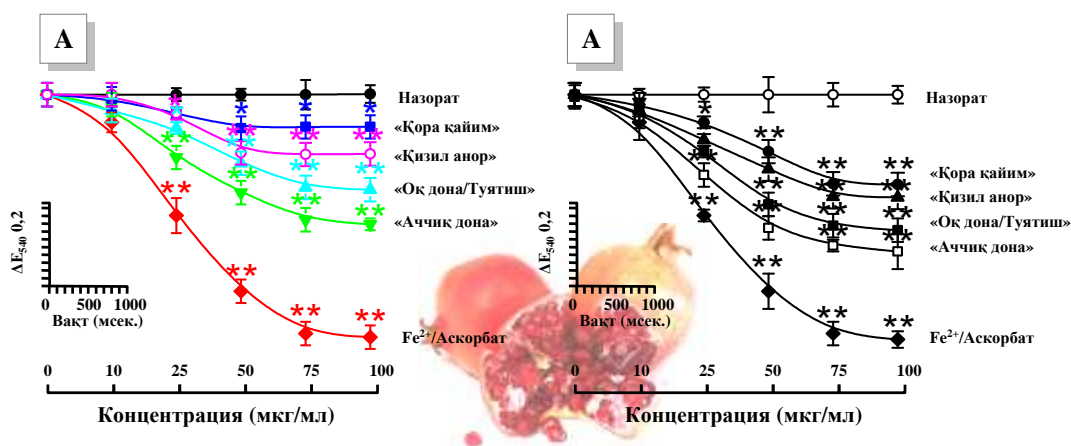 А
Назорат
«Қора қайим»
«Қизил анор»
«Оқ дона/Туятиш»
«Аччиқ дона»
ΔE540 0,2
0 500 1000
Вақт (мсек.)
Fe2+/Аскорбат
0 10 25 50 75 100
Концентрация (мкг/мл)
А
Назорат
«Қора қайим»
«Қизил анор»
«Оқ дона/Туятиш»
«Аччиқ дона»
ΔE540 0,2
0 500 1000
Вақт (мсек.)
Fe2+/Аскорбат
0 10 25 50 75 100
Концентрация (мкг/мл)